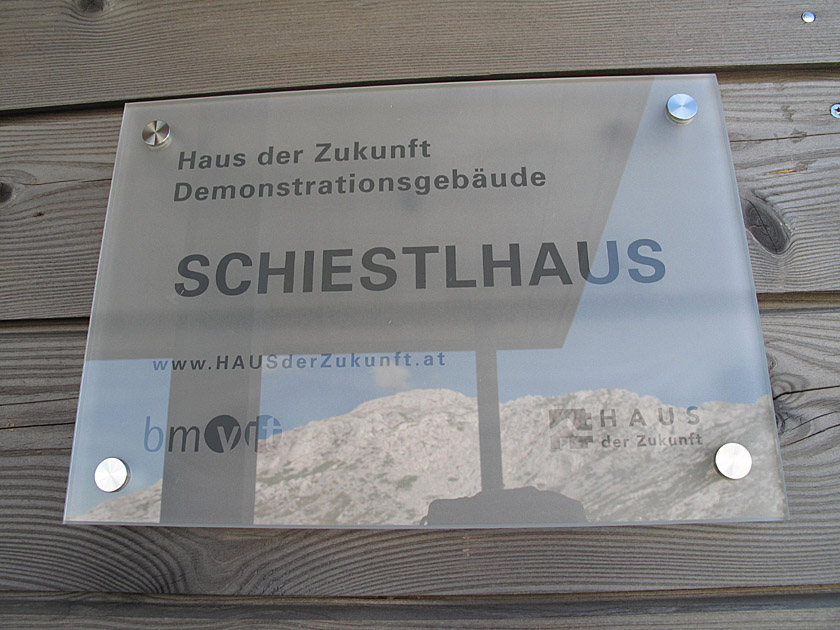 Haus der Zukunft
Demonstrationsgebäude
SCHIESTLHAUS
www.HAUSderZukunft.at
bmvit
HAUS
der Zukunft